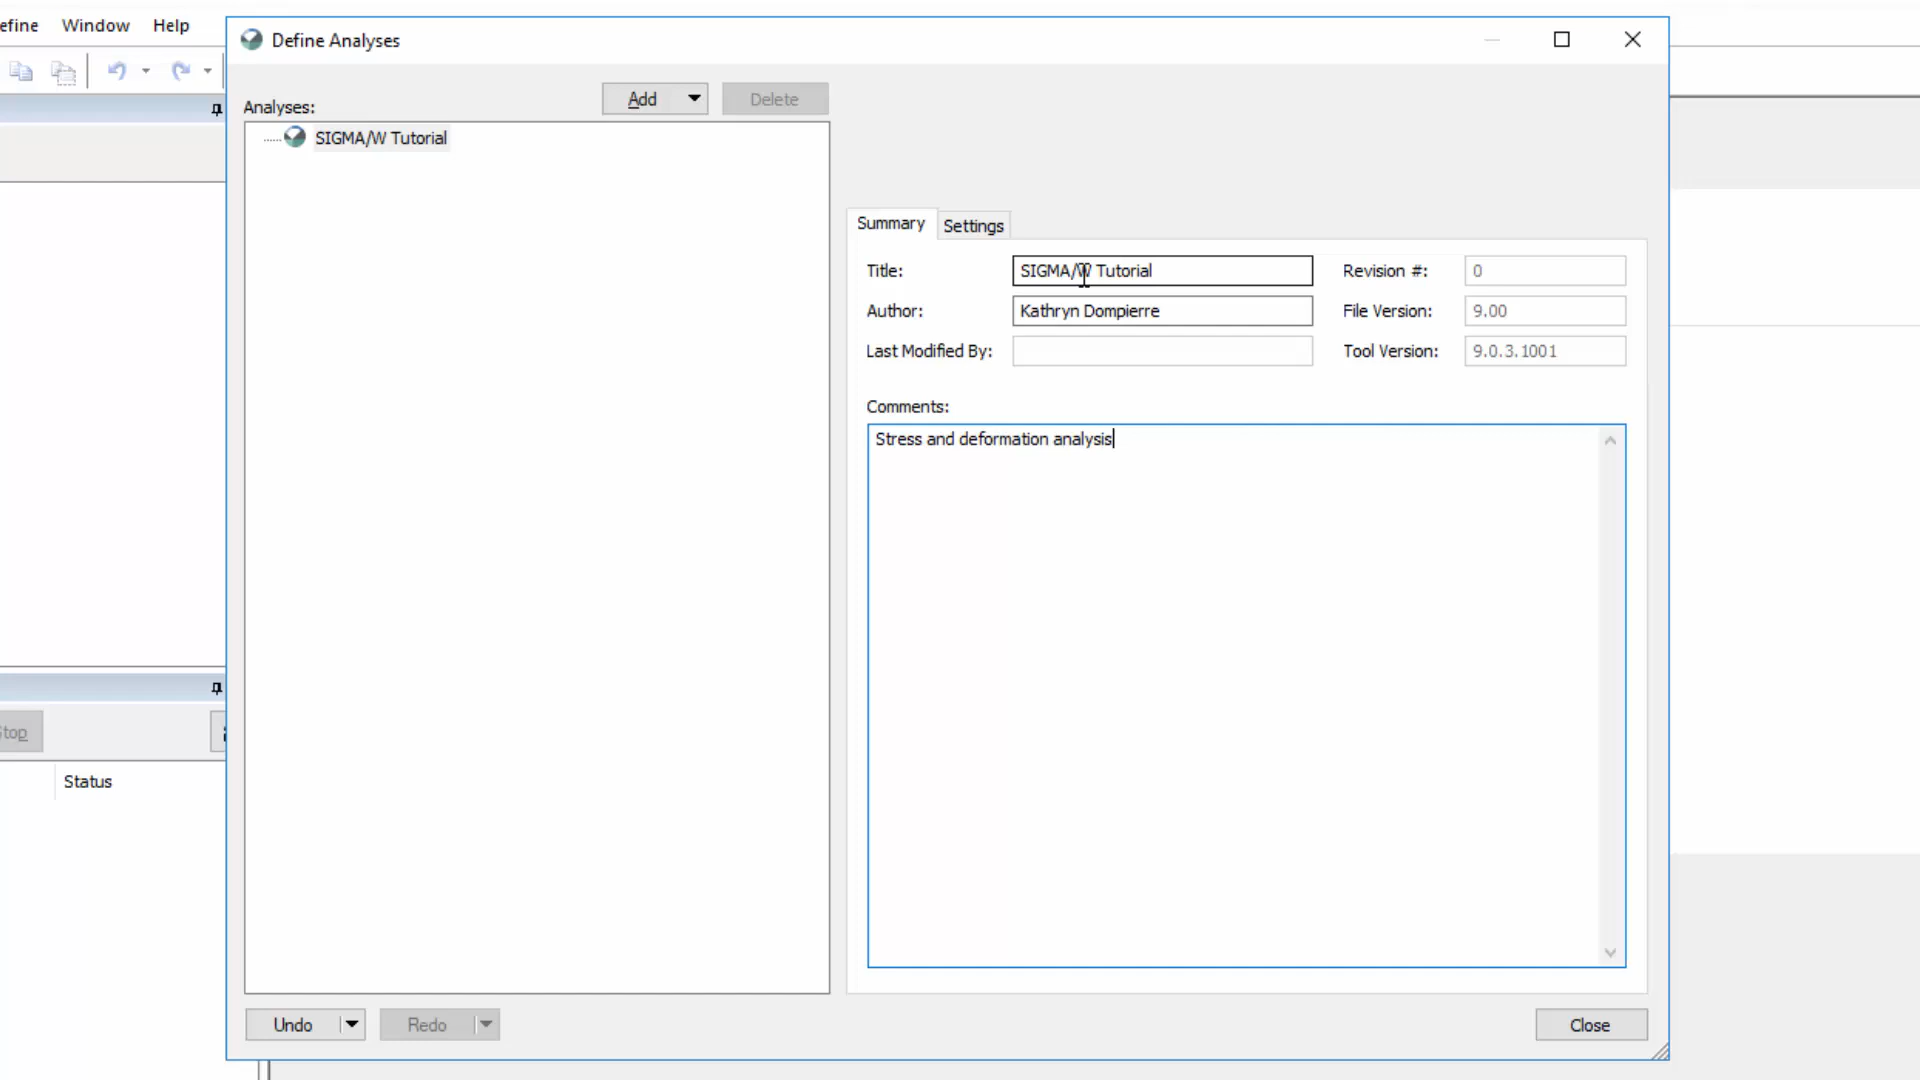 efine Window Help
Define Analyses
Analyses:
Add
Delete
SIGMA/W Tutorial
Summary
Settings
Title:
SIGMA/W Tutorial
Revision #:
0
Author:
Kathryn Dompierre
File Version:
9.00
Last Modified By:
Tool Version:
9.0.3.1001
Comments:
Stress and deformation analysis
Stop
Status
Undo
Redo
Close